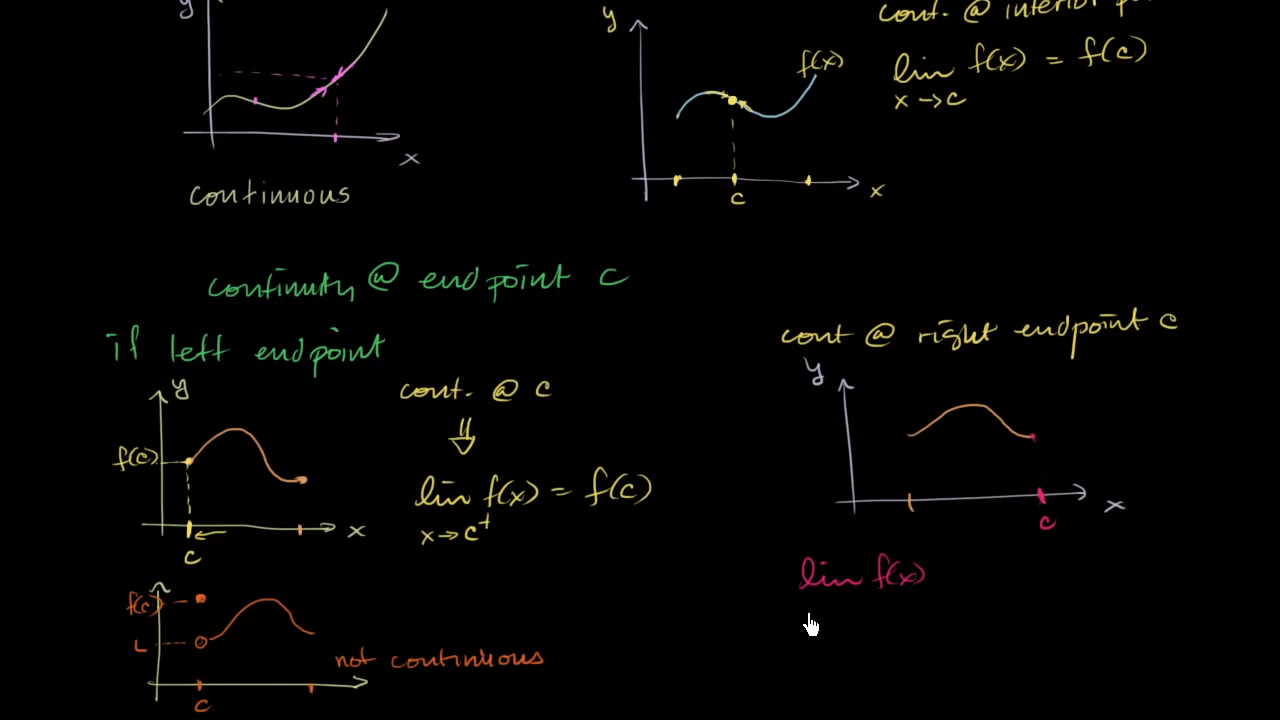 y
x
continuous
y
f(x)
c
x
cont. @ interior
lim f(x) = f(c)
x → c
continuity @ endpoint c
if left endpoint
y
f(c)
c
x
cont. @ c
⇓
lim f(x) = f(c)
x → c⁺
f(c)
L
c
not continuous
cont @ right endpoint c
y
x
c
lim f(x)